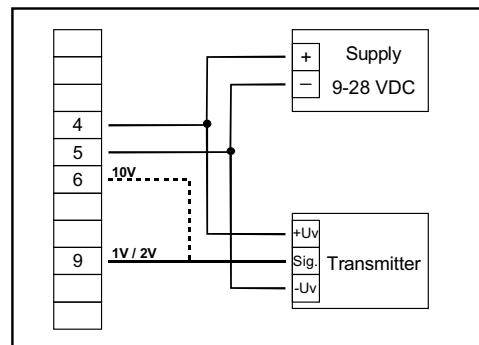 4
5
6
10V
9
1V / 2V
+
Supply
–
9-28 VDC
+Uv
Sig.
Transmitter
-Uv